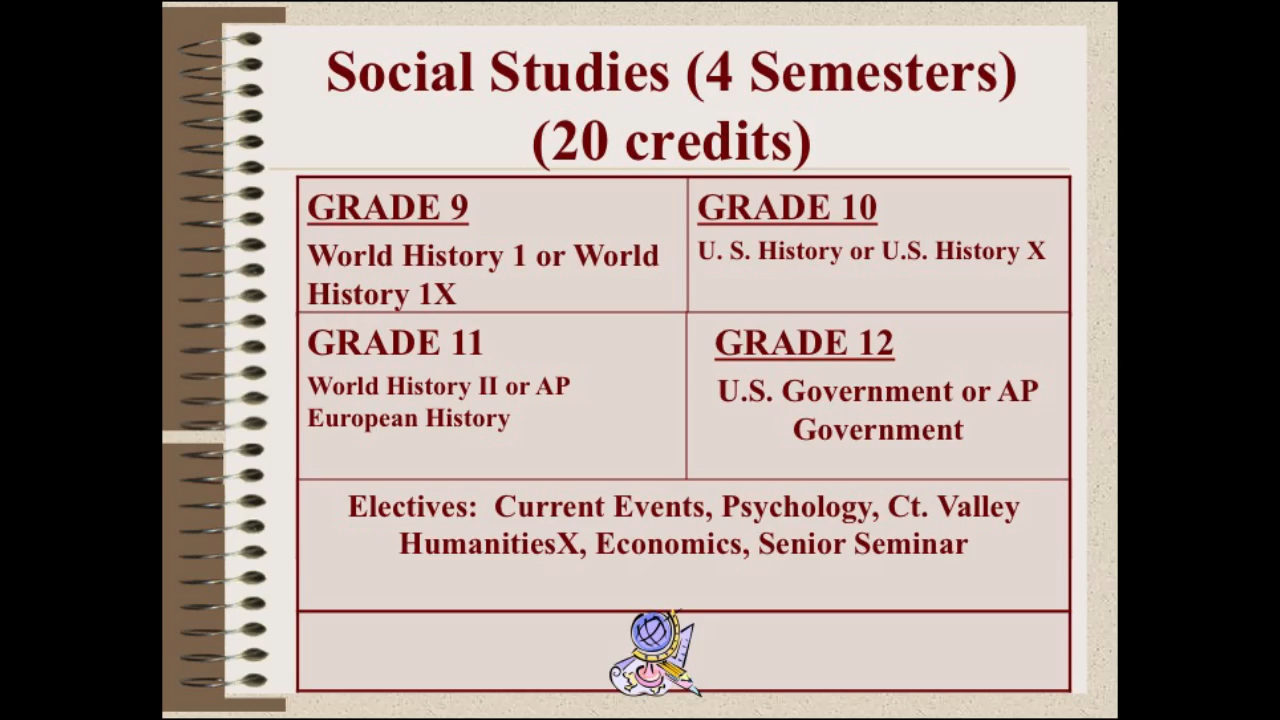 Social Studies (4 Semesters)
(20 credits)
GRADE 9
World History 1 or World
History 1X
GRADE 10
U. S. History or U.S. History X
GRADE 11
World History II or AP
European History
GRADE 12
U.S. Government or AP
Government
Electives:  Current Events, Psychology, Ct. Valley
HumanitiesX, Economics, Senior Seminar